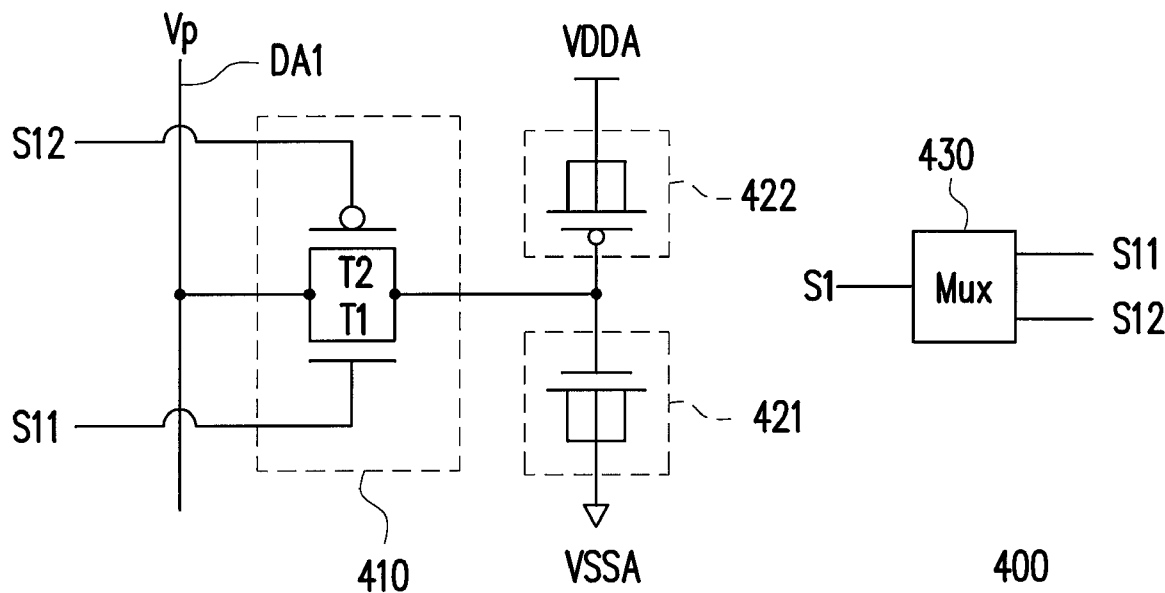 Vp
DA1
VDDA
S12
422
430
T2
T1
S1
Mux
S11
S12
S11
421
410
VSSA
400